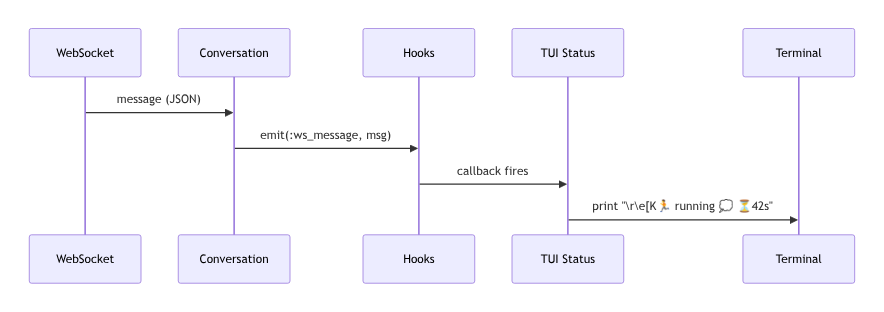 WebSocket
Conversation
Hooks
TUI Status
Terminal
message (JSON)
emit(:ws_message, msg)
callback fires
print "\r\e[K🏃 running 💭 ⏳42s"
WebSocket
Conversation
Hooks
TUI Status
Terminal